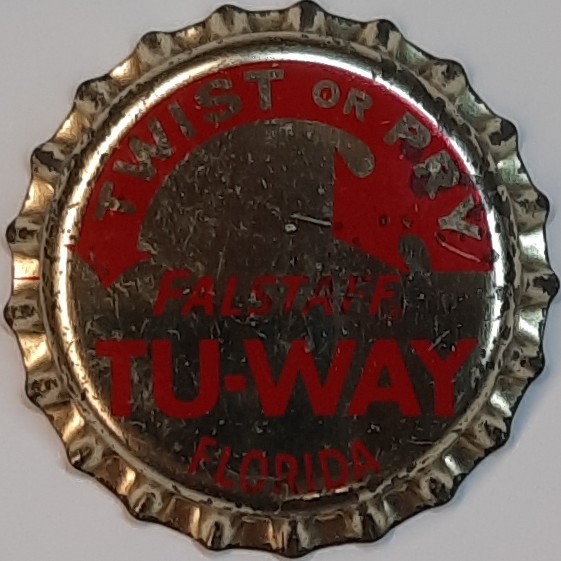 TWIST OR PRY
FALSTAFF
TU-WAY
FLORIDA